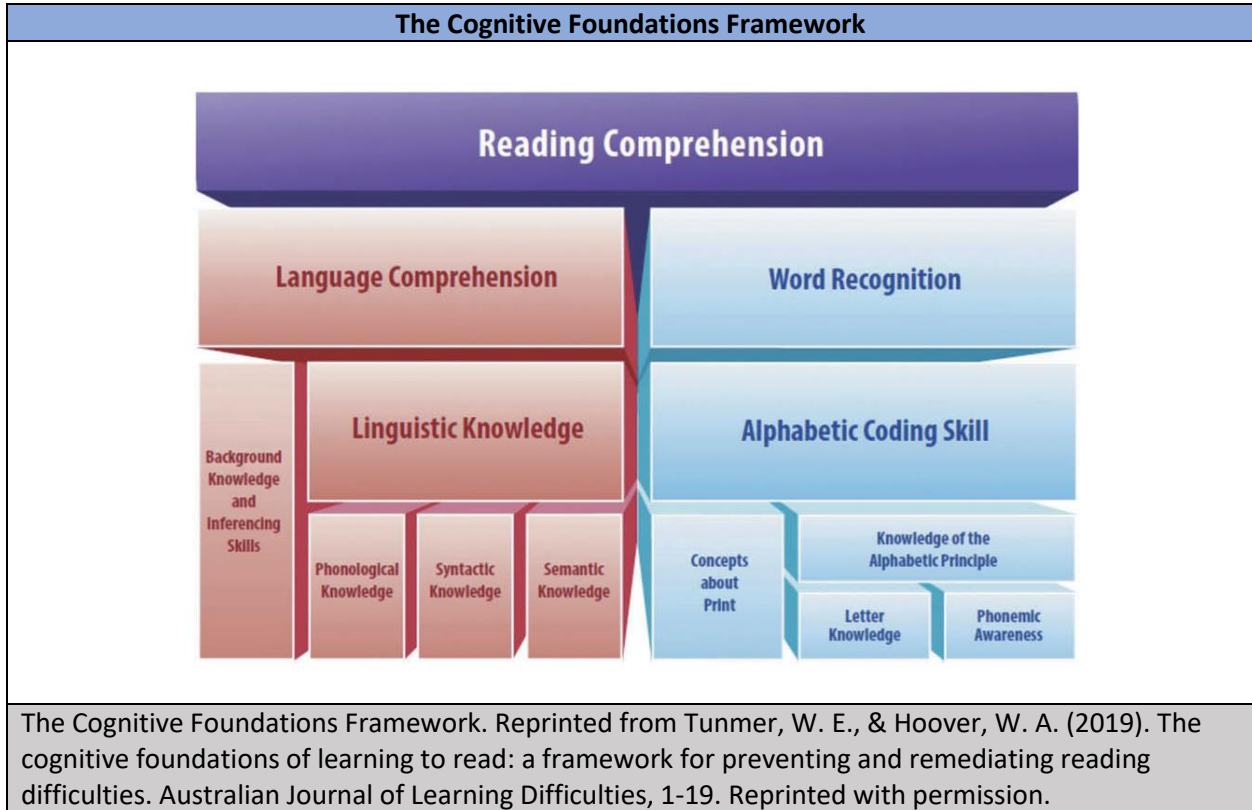 The Cognitive Foundations Framework
Reading Comprehension
Language Comprehension
Word Recognition
Background
Knowledge
and
Inferencing
Skills
Linguistic Knowledge
Phonological
Knowledge
Syntactic
Knowledge
Semantic
Knowledge
Alphabetic Coding Skill
Concepts
about
Print
Knowledge of the
Alphabetic Principle
Letter
Knowledge
Phonemic
Awareness
The Cognitive Foundations Framework. Reprinted from Tunmer, W. E., & Hoover, W. A. (2019). The
cognitive foundations of learning to read: a framework for preventing and remediating reading
difficulties. Australian Journal of Learning Difficulties, 1-19. Reprinted with permission.